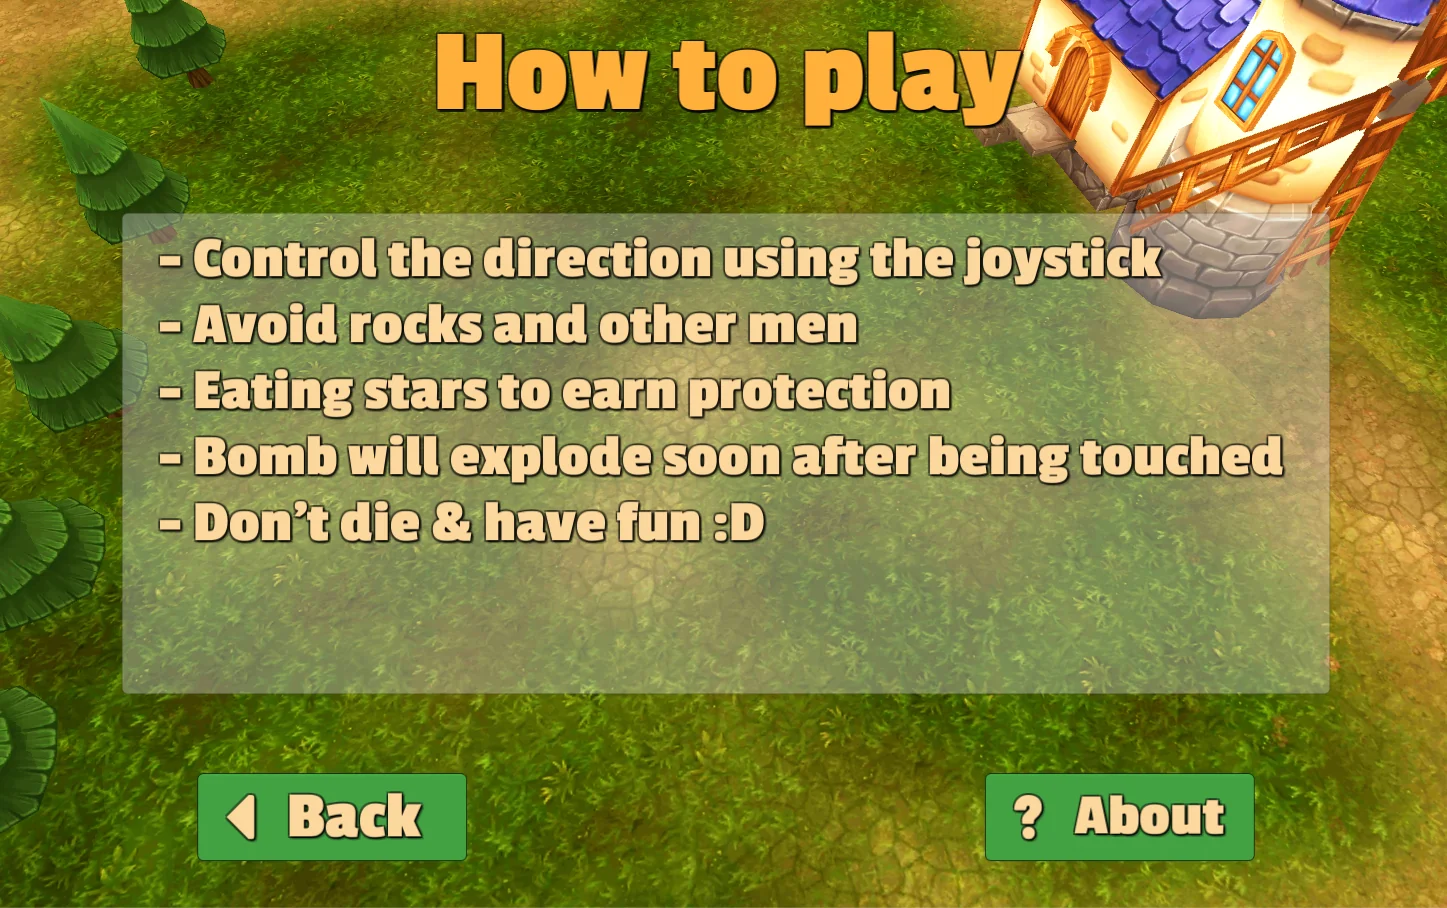 How to play
- Control the direction using the joystick
- Avoid rocks and other men
- Eating stars to earn protection
- Bomb will explode soon after being touched
- Don't die & have fun :D
Back
? About